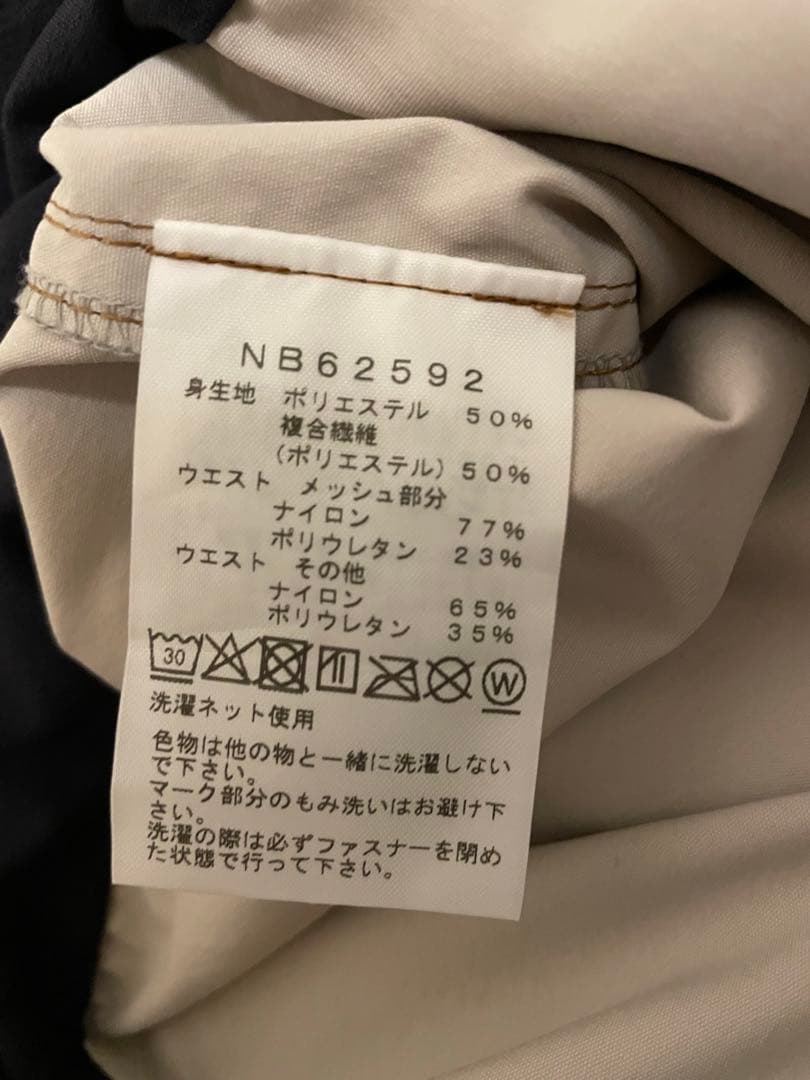 NB62592
身生地 ポリエステル 50%
複合繊維
(ポリエステル) 50%
ウエスト メッシュ部分
ナイロン 77%
ポリウレタン 23%
ウエスト その他
ナイロン 65%
ポリウレタン 35%
30 W
洗濯ネット使用
色物は他の物と一緒に洗濯しない
で下さい。
マーク部分のもみ洗いはお避け下
さい。
洗濯の際は必ずファスナーを閉め
た状態で行って下さい。